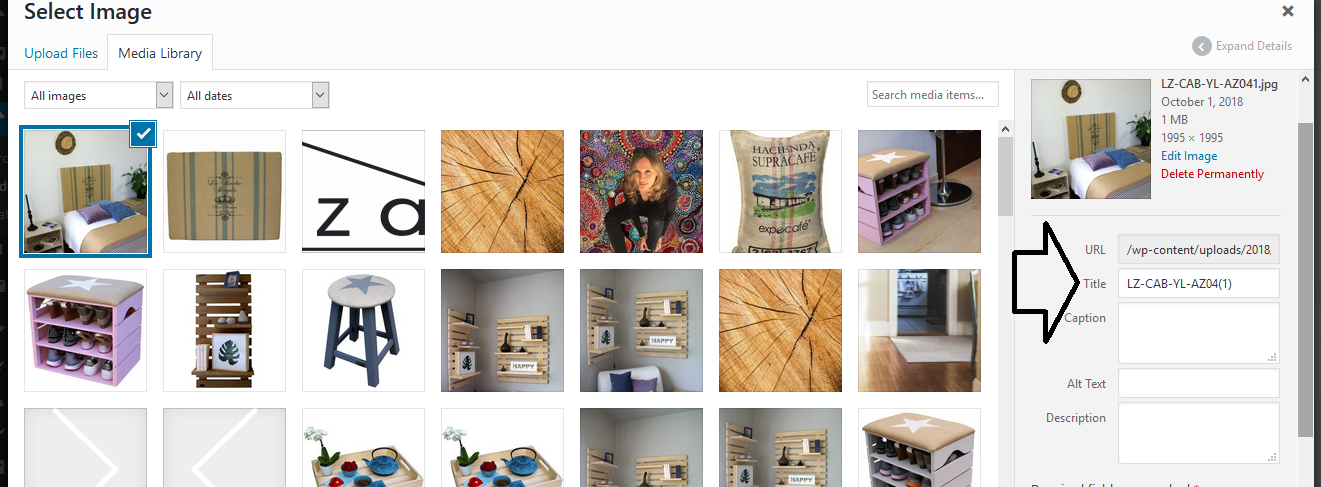 Select Image
Upload Files
Media Library
Expand Details
All images
All dates
Search media items...
LZ-CAB-YL-AZ041.jpg
October 1, 2018
1 MB
1995 × 1995
Edit Image
Delete Permanently
z a
HACIENDA
SUPRACAFÉ
expocafé
URL
/wp-content/uploads/2018/
Title
LZ-CAB-YL-AZ04(1)
Caption
HAPPY
HAPPY
Alt Text
Description